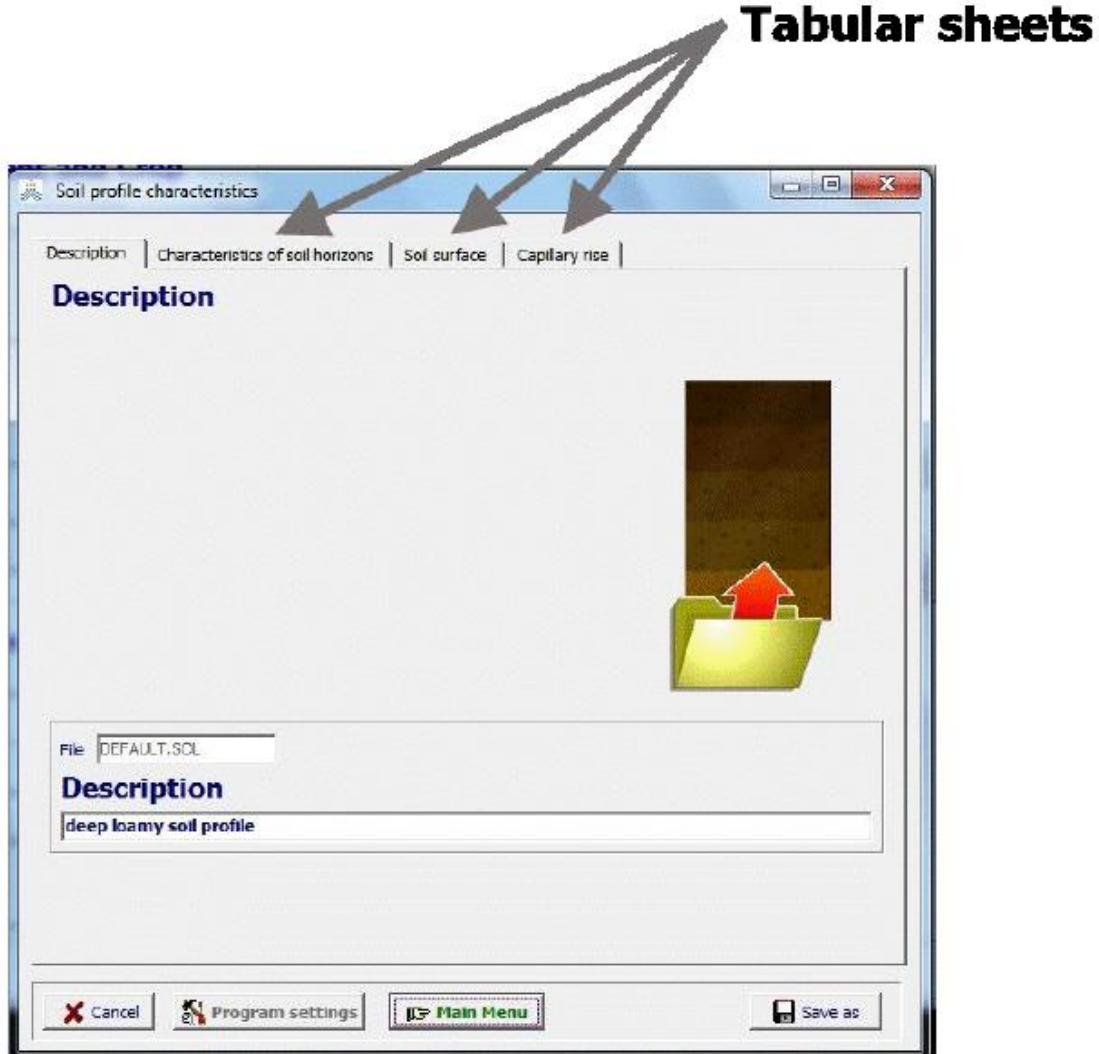 Tabular sheets
Soil profile characteristics
Description
Characteristics of soil horizons
Soil surface
Capillary rise
Description
File DEFAULT.SOL
Description
deep loamy soil profile
Cancel
Program settings
Main Menu
Save as